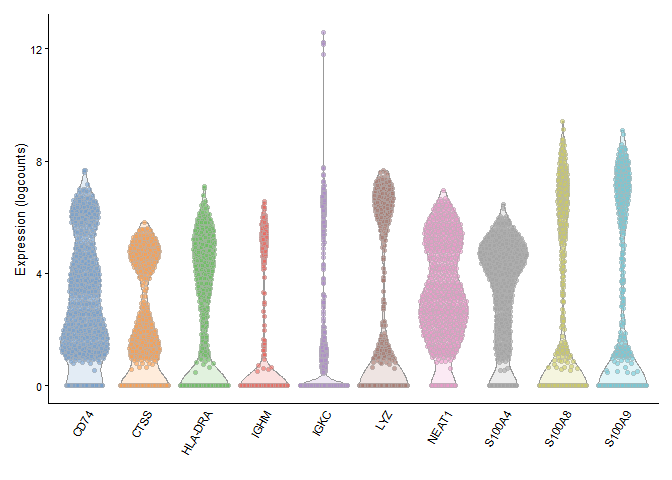 Expression (logcounts)
12
8
4
0
CD74
CTSS
HLA-DRA
IGHM
IGKC
LYZ
NEAT1
S100A4
S100A8
S100A9